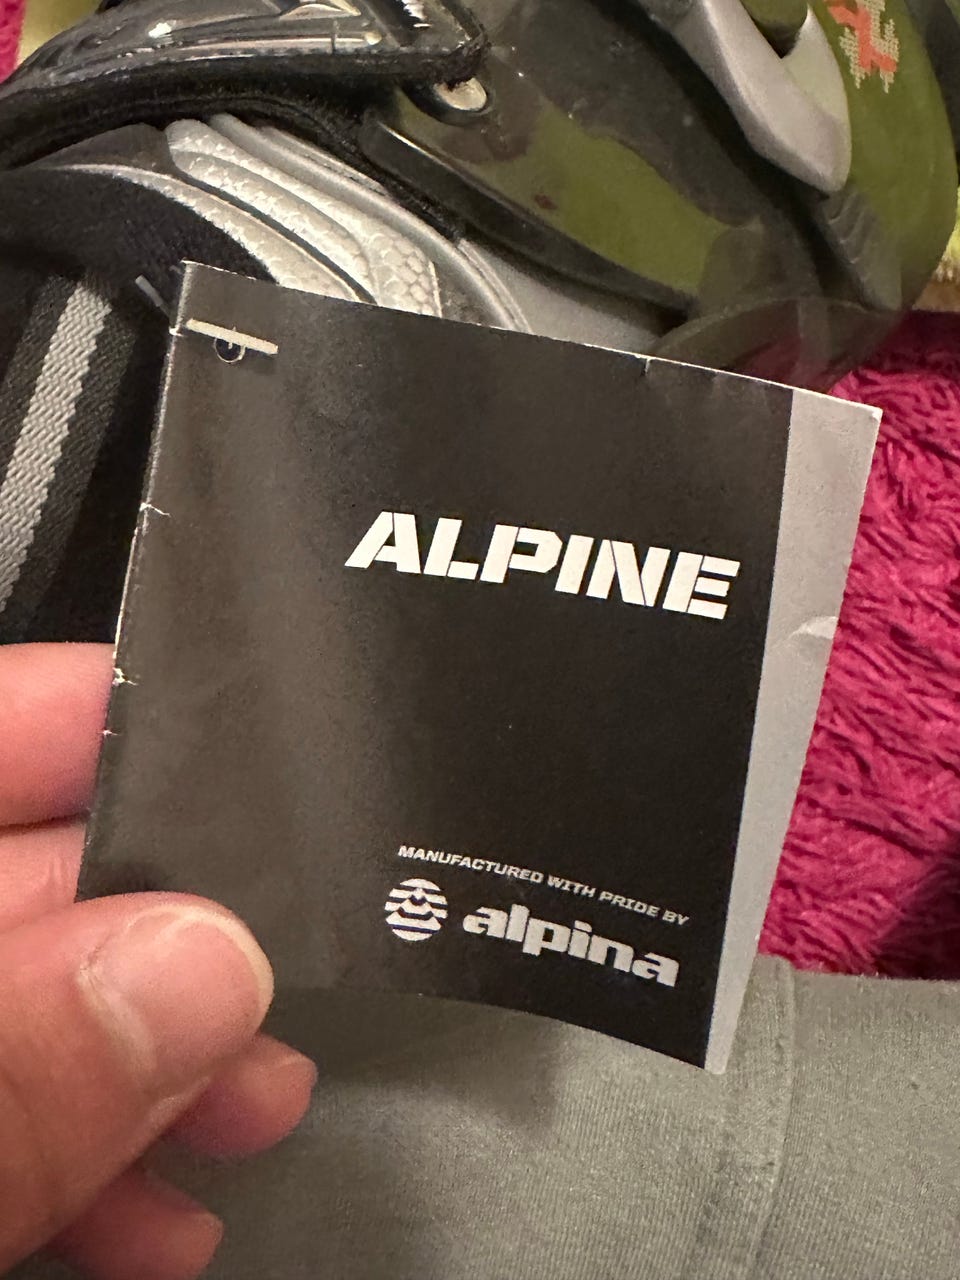 ALPINE
MANUFACTURED WITH PRIDE BY
alpina